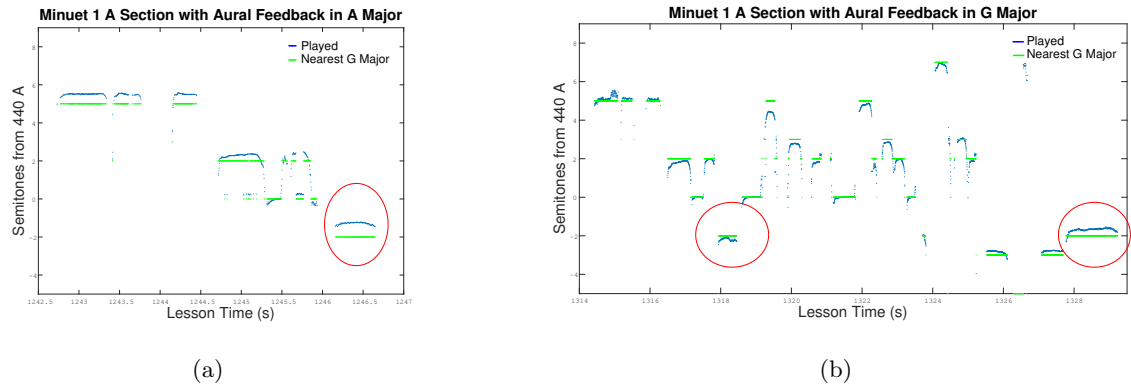 Minuet 1 A Section with Aural Feedback in A Major
Played
Nearest G Major
Semitones from 440 A
8
6
4
2
0
-2
-4
1242.5
1243
1243.5
1244
1244.5
1245
1245.5
1246
1246.5
1247
Lesson Time (s)
(a)
Minuet 1 A Section with Aural Feedback in G Major
Played
Nearest G Major
Semitones from 440 A
8
6
4
2
0
-2
-4
1314
1316
1318
1320
1322
1324
1326
1328
Lesson Time (s)
(b)